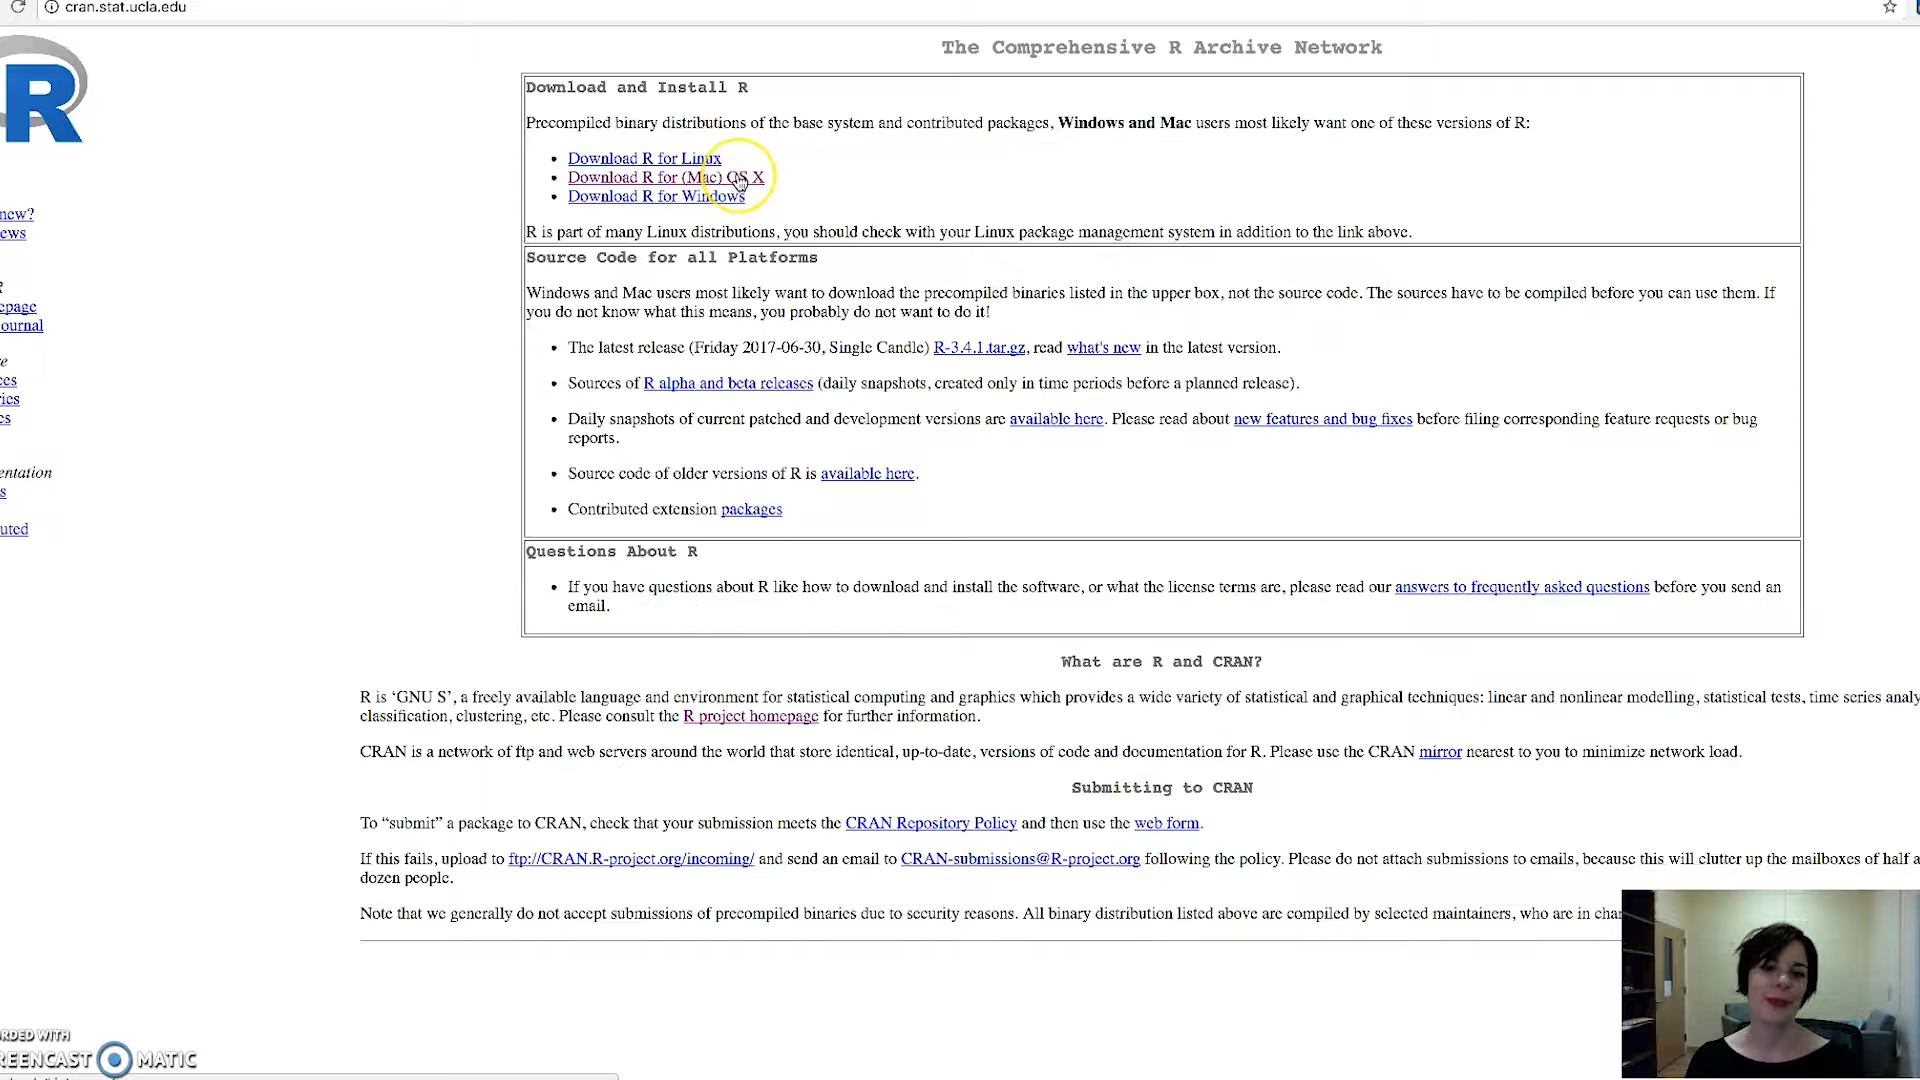 cran.stat.ucla.edu
The Comprehensive R Archive Network
R
Download and Install R
Precompiled binary distributions of the base system and contributed packages, Windows and Mac users most likely want one of these versions of R:
Download R for Linux
Download R for (Mac) OS X
Download R for Windows
R is part of many Linux distributions, you should check with your Linux package management system in addition to the link above.
Source Code for all Platforms
Windows and Mac users most likely want to download the precompiled binaries listed in the upper box, not the source code. The sources have to be compiled before you can use them. If
you do not know what this means, you probably do not want to do it!
The latest release (Friday 2017-06-30, Single Candle) R-3.4.1.tar.gz, read what's new in the latest version.
Sources of R alpha and beta releases (daily snapshots, created only in time periods before a planned release).
Daily snapshots of current patched and development versions are available here. Please read about new features and bug fixes before filing corresponding feature requests or bug
reports.
Source code of older versions of R is available here.
Contributed extension packages
Questions About R
If you have questions about R like how to download and install the software, or what the license terms are, please read our answers to frequently asked questions before you send an
email.
What are R and CRAN?
R is ‘GNU S’, a freely available language and environment for statistical computing and graphics which provides a wide variety of statistical and graphical techniques: linear and nonlinear modelling, statistical tests, time series analy
classification, clustering, etc. Please consult the R project homepage for further information.
CRAN is a network of ftp and web servers around the world that store identical, up-to-date, versions of code and documentation for R. Please use the CRAN mirror nearest to you to minimize network load.
Submitting to CRAN
To “submit” a package to CRAN, check that your submission meets the CRAN Repository Policy and then use the web form.
If this fails, upload to ftp://CRAN.R-project.org/incoming/ and send an email to CRAN-submissions@R-project.org following the policy. Please do not attach submissions to emails, because this will clutter up the mailboxes of half a
dozen people.
Note that we generally do not accept submissions of precompiled binaries due to security reasons. All binary distribution listed above are compiled by selected maintainers, who are in char
new?
ews
epage
ournal
re
ces
ries
es
entation
s
uted
RDED WITH
REENCAST MATIC